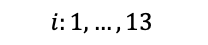 i: 1, ..., 13